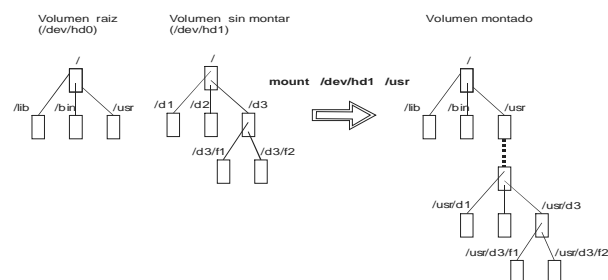 Volumen raiz
(/dev/hd0)
Volumen sin montar
(/dev/hd1)
Volumen montado
/
/lib
/bin
/usr
/
/d1
/d2
/d3
/d3/f1
/d3/f2
mount /dev/hd1 /usr
/
/lib
/bin
/usr
/usr/d1
/usr/d3
/usr/d3/f1
/usr/d3/f2